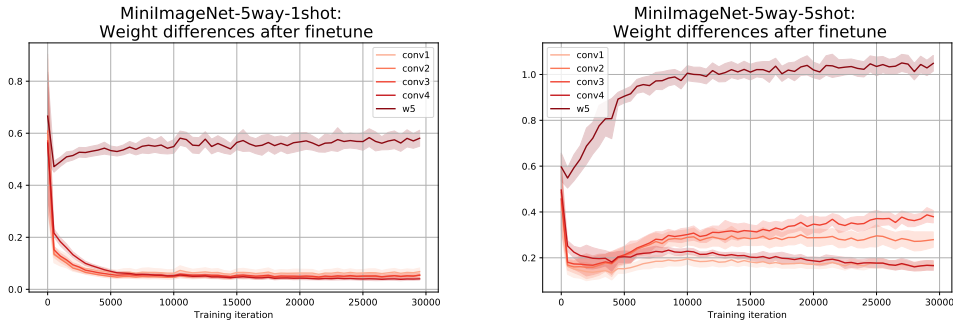 MiniImageNet-5way-1shot:
Weight differences after finetune
conv1
conv2
conv3
conv4
w5
0.8
0.6
0.4
0.2
0.0
0
5000
10000
15000
20000
25000
30000
Training iteration
MiniImageNet-5way-5shot:
Weight differences after finetune
conv1
conv2
conv3
conv4
w5
1.0
0.8
0.6
0.4
0.2
0
5000
10000
15000
20000
25000
30000
Training iteration